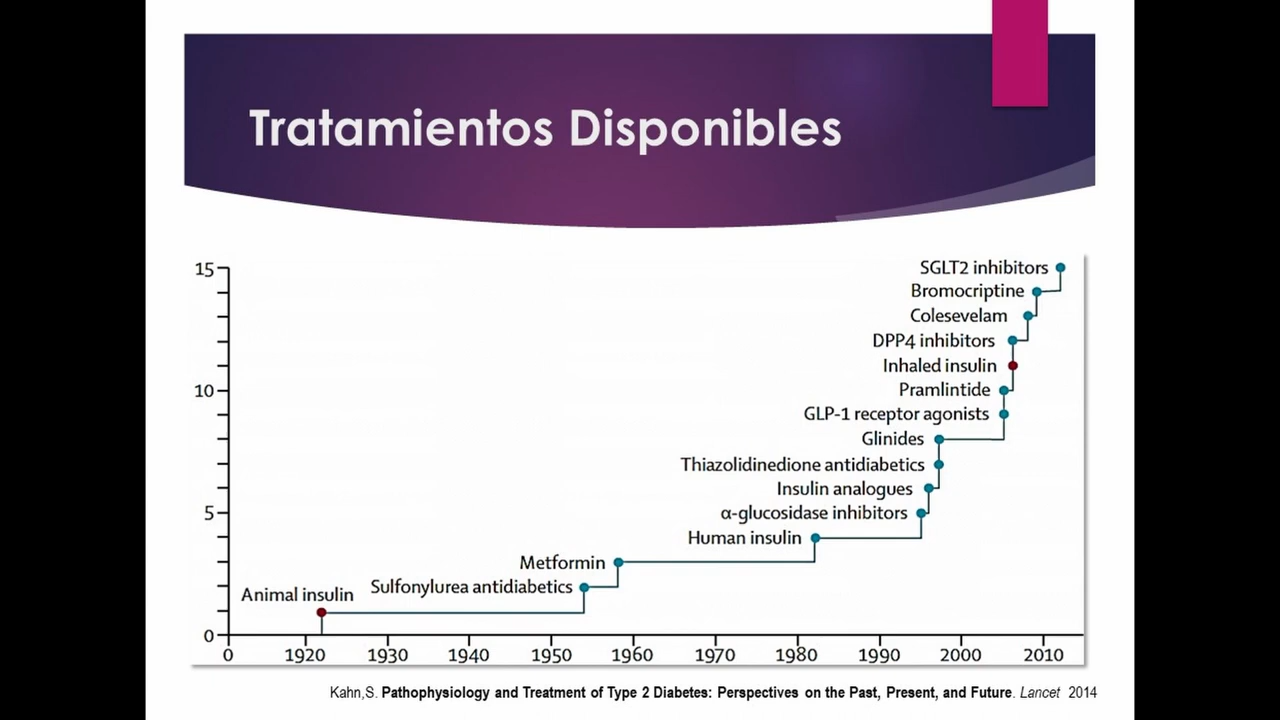 Tratamientos Disponibles
15
SGLT2 inhibitors
Bromocriptine
Colesevelam
DPP4 inhibitors
Inhaled insulin
10
Pramlintide
GLP-1 receptor agonists
Glinides
Thiazolidinedione antidiabetics
Insulin analogues
5
α-glucosidase inhibitors
Human insulin
Metformin
Sulfonylurea antidiabetics
Animal insulin
0
0 1920 1930 1940 1950 1960 1970 1980 1990 2000 2010
Kahn,S. Pathophysiology and Treatment of Type 2 Diabetes: Perspectives on the Past, Present, and Future. Lancet 2014